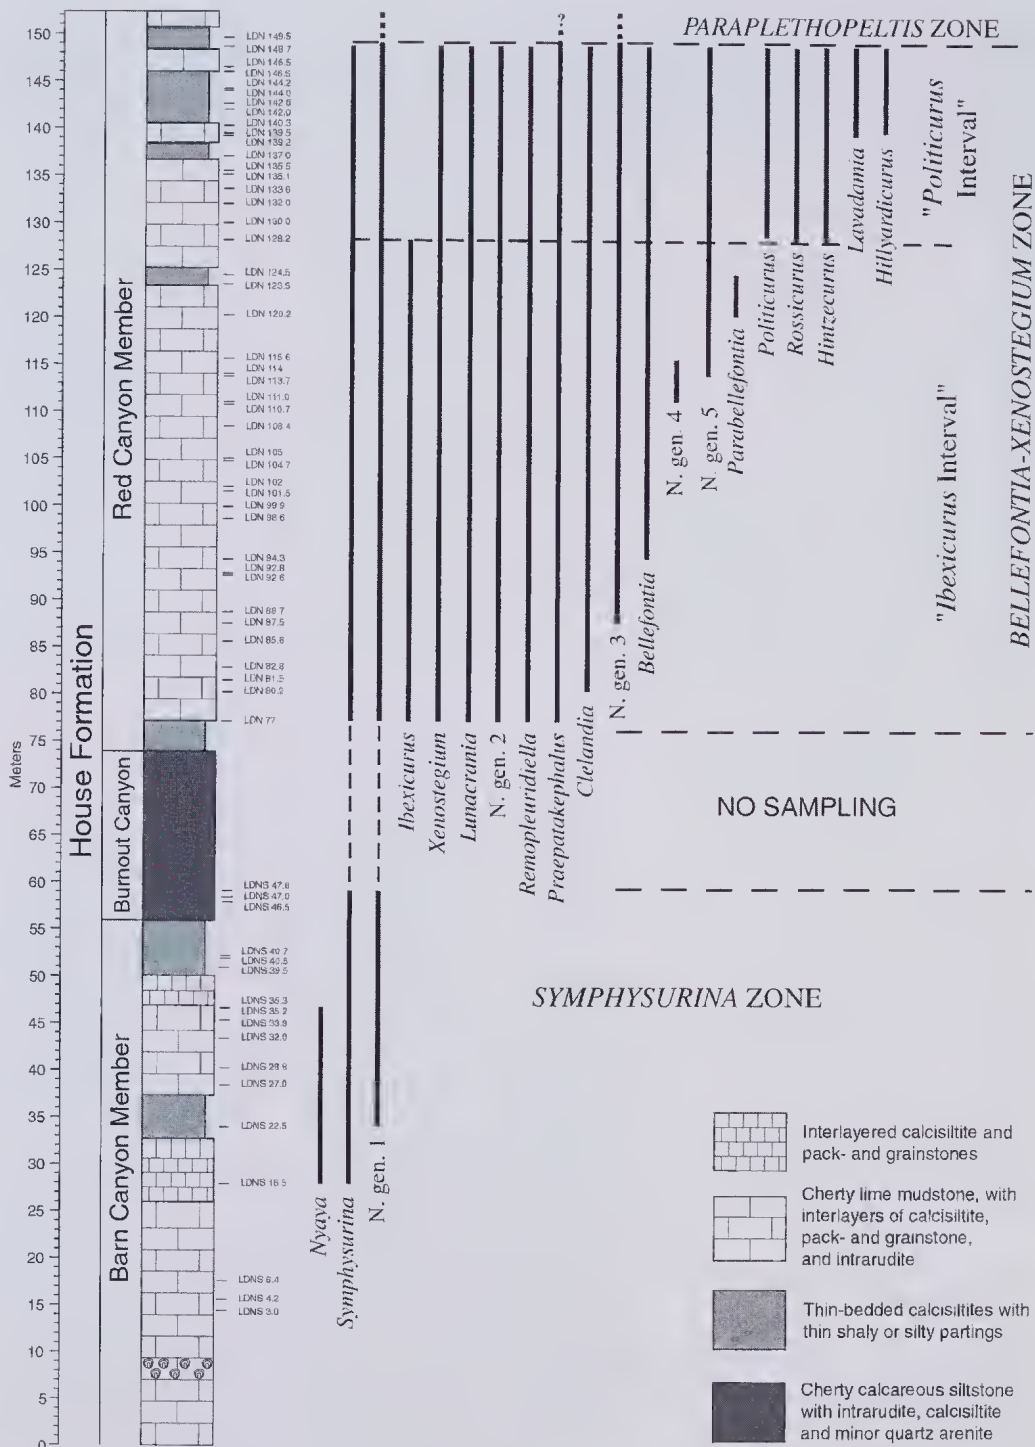 150
145
140
135
130
125
120
115
110
105
100
95
90
85
80
75
70
65
60
55
50
45
40
35
30
25
20
15
10
5
0
Meters
House Formation
Red Canyon Member
Burnout Canyon
Barn Canyon Member
LDN 149.5
LDN 148.7
LDN 146.5
LDN 144.2
LDN 144.0
LDN 142.0
LDN 140.3
LDN 139.5
LDN 139.2
LDN 137.0
LDN 135.5
LDN 135.1
LDN 133.6
LDN 132.0
LDN 130.0
LDN 128.2
LDN 124.5
LDN 123.5
LDN 120.2
LDN 115.6
LDN 114
LDN 113.7
LDN 111.0
LDN 110.7
LDN 108.4
LDN 105
LDN 104.7
LDN 102
LDN 101.5
LDN 99.9
LDN 98.6
LDN 94.3
LDN 92.8
LDN 92.6
LDN 87.5
LDN 85.6
LDN 82.8
LDN 81.5
LDN 80.2
LDN 77
LDNS 47.0
LDNS 46.5
LDNS 40.7
LDNS 40.5
LDNS 39.5
LDNS 35.3
LDNS 35.2
LDNS 33.9
LDNS 32.0
LDNS 27.0
LDNS 22.5
LDNS 6.4
LDNS 4.2
LDNS 3.0
?
Nyaya
Symphysurina
N. gen. 1
Ibexicurus
Xenostegium
Lunacrania
N. gen. 2
Remopleuridiella
Praepatakephalus
Clelandia
N. gen. 3
Bellefontia
N. gen. 4
N. gen. 5
Parabellefontia
Politicurus
Rossicurus
Hintzecurus
Lavadamia
Hillyardicurus
PARAPLETHOPELTIS ZONE
"Politicurus
Interval"
"Ibexicurus Interval"
BELLEFONTIA-XENOSTEGIUM ZONE
NO SAMPLING
SYMPHYSURINA ZONE
Interlayered calcisiltite and
pack- and grainstones
Cherty lime mudstone, with
interlayers of calcisiltite,
pack- and grainstone,
and intrarudite
Thin-bedded calcisiltites with
thin shaly or silty partings
Cherty calcareous siltstone
with intrarudite, calcisiltite
and minor quartz arenite